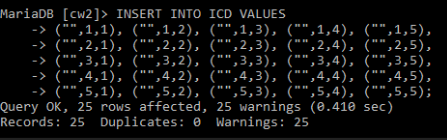 MariaDB [cw2]> INSERT INTO ICD VALUES
-> ("",1,1), ("",1,2), ("",1,3), ("",1,4), ("",1,5),
-> ("",2,1), ("",2,2), ("",2,3), ("",2,4), ("",2,5),
-> ("",3,1), ("",3,2), ("",3,3), ("",3,4), ("",3,5),
-> ("",4,1), ("",4,2), ("",4,3), ("",4,4), ("",4,5),
-> ("",5,1), ("",5,2), ("",5,3), ("",5,4), ("",5,5);
Query OK, 25 rows affected, 25 warnings (0.410 sec)
Records: 25  Duplicates: 0  Warnings: 25